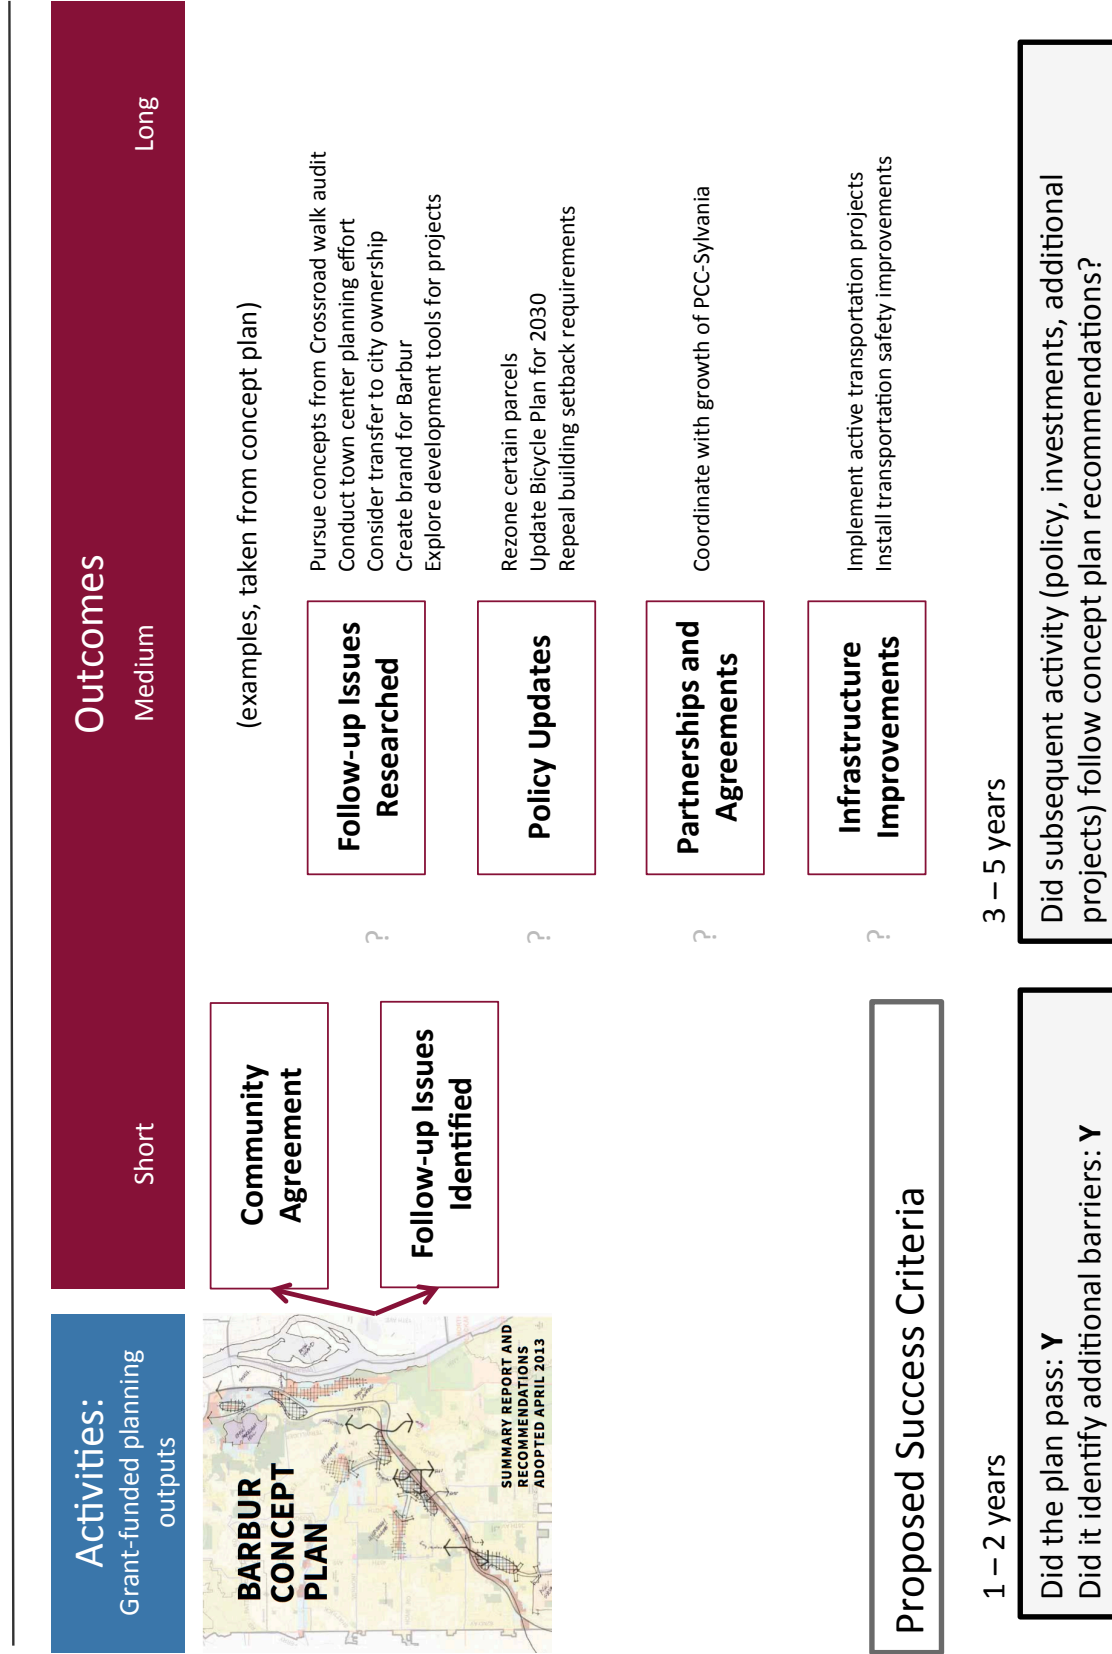 Activities:
Grant-funded planning
outputs
Outcomes
Short
Medium
Long
BARBUR
CONCEPT
PLAN
SUMMARY REPORT AND
RECOMMENDATIONS
ADOPTED APRIL 2013
Community
Agreement
Follow-up Issues
Identified
(examples, taken from concept plan)
?
Follow-up Issues
Researched
Pursue concepts from Crossroad walk audit
Conduct town center planning effort
Consider transfer to city ownership
Create brand for Barbur
Explore development tools for projects
?
Policy Updates
Rezone certain parcels
Update Bicycle Plan for 2030
Repeal building setback requirements
?
Partnerships and
Agreements
Coordinate with growth of PCC-Sylvania
?
Infrastructure
Improvements
Implement active transportation projects
Install transportation safety improvements
Proposed Success Criteria
1 – 2 years
Did the plan pass: Y
Did it identify additional barriers: Y
3 – 5 years
Did subsequent activity (policy, investments, additional
projects) follow concept plan recommendations?